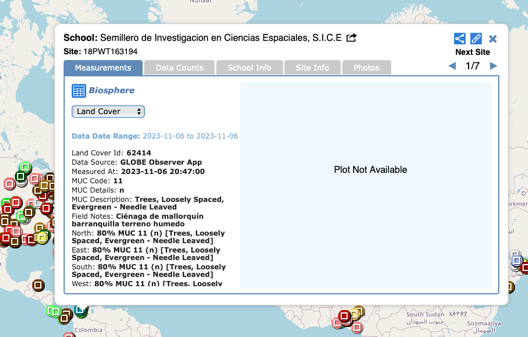 Nuuk
School: Semillero de Investigacion en Ciencias Espaciales, S.I.C.E
Site: 18PWT163194
Next Site
1/7
Measurements
Data Counts
School Info
Site Info
Photos
Biosphere
Land Cover
Data Date Range: 2023-11-06 to 2023-11-06
Land Cover Id: 62414
Data Source: GLOBE Observer App
Measured At: 2023-11-06 20:47:00
MUC Code: 11
MUC Details: n
MUC Description: Trees, Loosely Spaced,
Evergreen - Needle Leaved
Field Notes: Ciénaga de mallorquín
barranquilla terreno humedo
North: 80% MUC 11 (n) [Trees, Loosely
Spaced, Evergreen - Needle Leaved]
East: 80% MUC 11 (n) [Trees, Loosely
Spaced, Evergreen - Needle Leaved]
South: 80% MUC 11 (n) [Trees, Loosely
Spaced, Evergreen - Needle Leaved]
West: 80% MUC 11 (n) [Trees, Loosely
Plot Not Available
Colombia
South Sudan
Soomaaliya